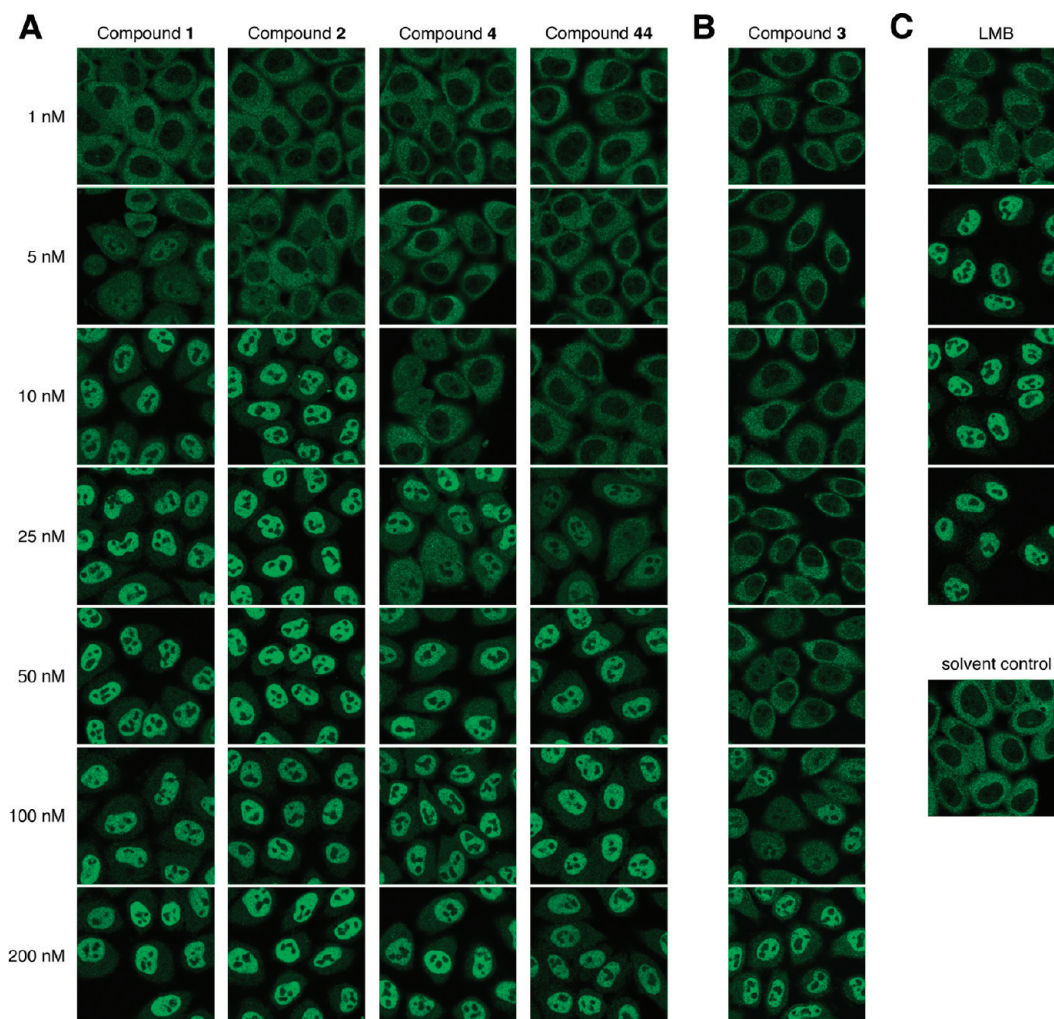 A Compound 1 Compound 2 Compound 4 Compound 44 B Compound 3 C LMB
1 nM
5 nM
10 nM
25 nM
50 nM
solvent control
100 nM
200 nM